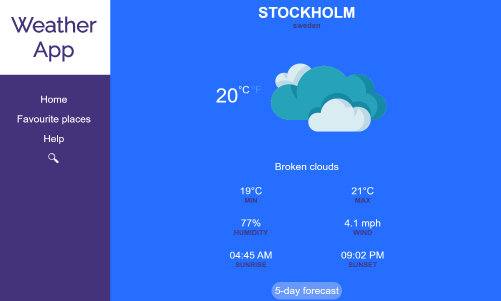 Weather
App
Home
Favourite places
Help
STOCKHOLM
sweden
20°C °F
Broken clouds
19°C 21°C
MIN MAX
77% 4.1 mph
HUMIDITY WIND
04:45 AM 09:02 PM
SUNRISE SUNSET
5-day forecast